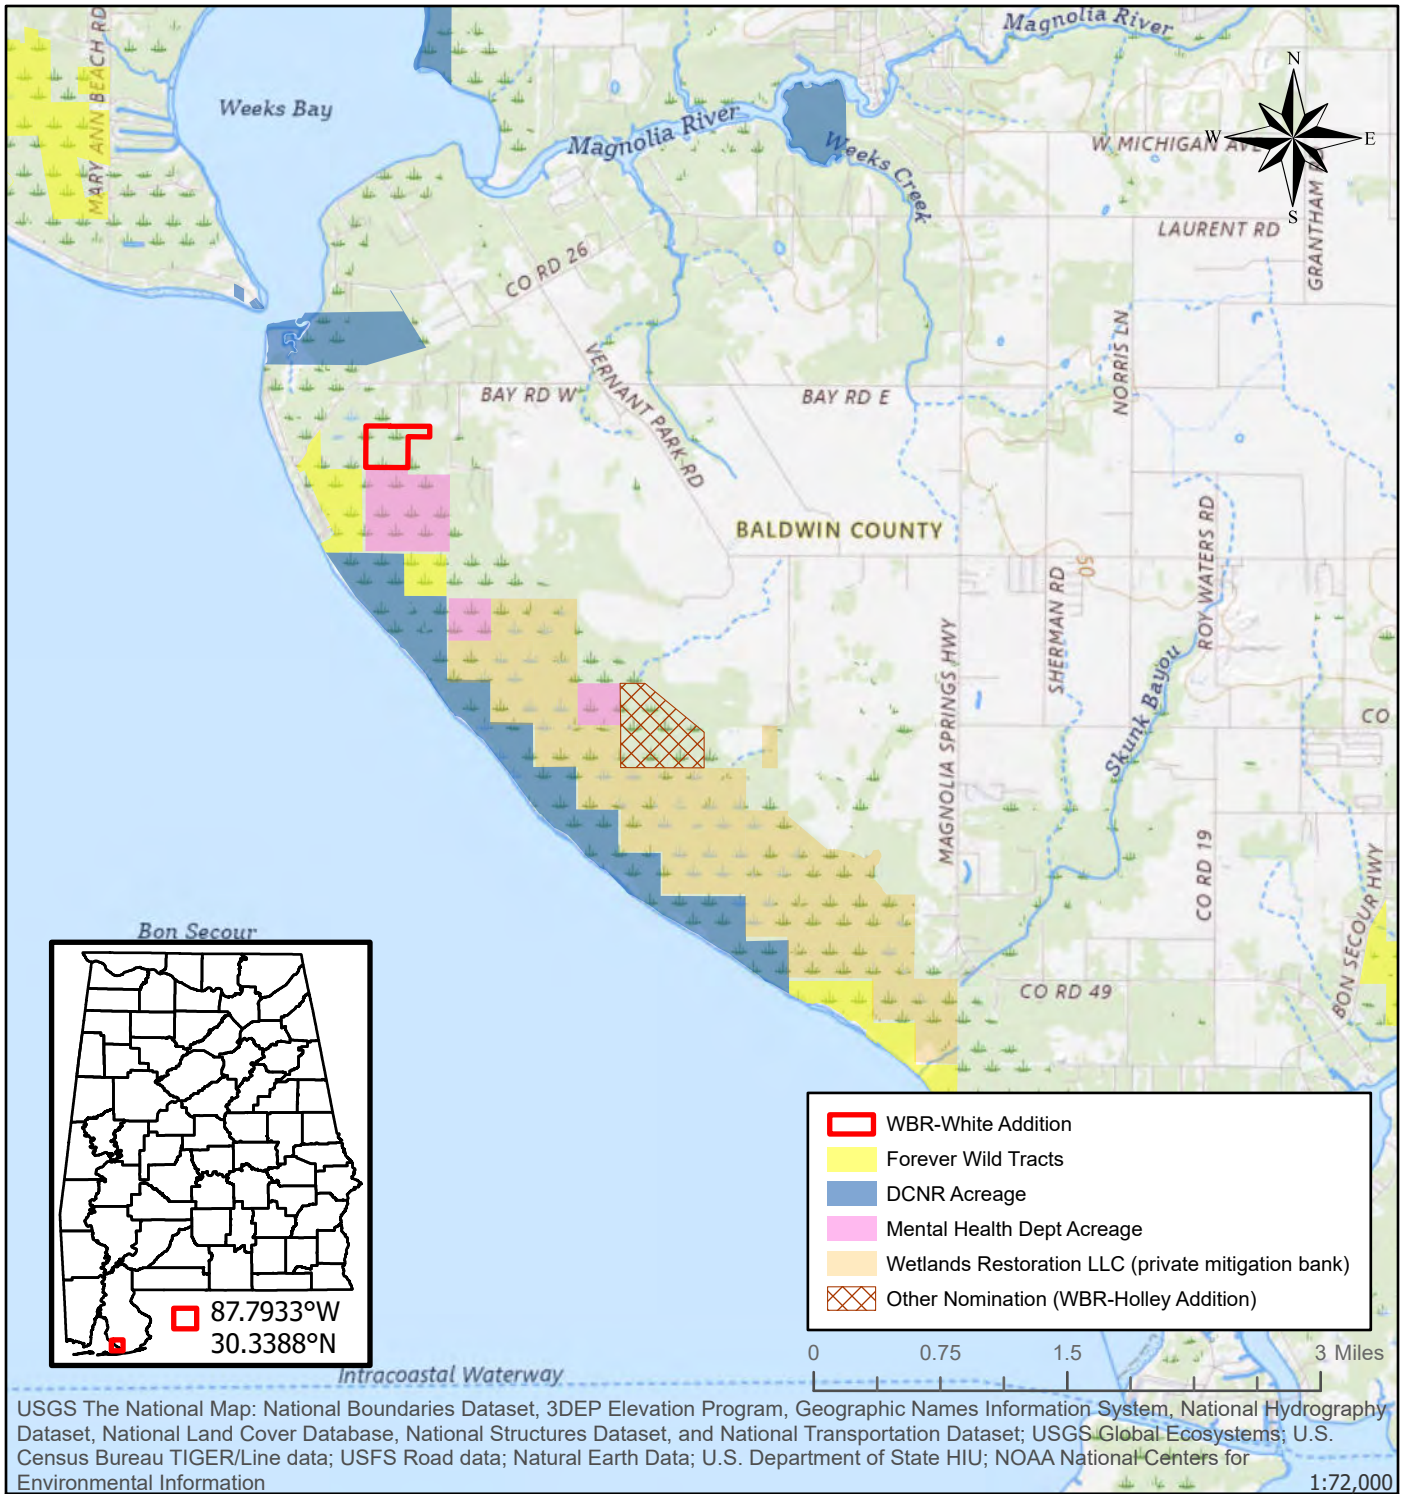 Magnolia River
MARY ANN BEACH RD
Weeks Bay
N
W
E
S
Magnolia River
Weeks Creek
W MICHIGAN AV
GRANTHAM RD
LAURENT RD
CO RD 26
NORRIS LN
VERNANT PARK RD
BAY RD W
BAY RD E
BALDWIN COUNTY
50
SHERMAN RD
ROY WATERS RD
MAGNOLIA SPRINGS HWY
Skunk Bayou
CO
CO RD 19
BON SECOUR HWY
Bon Secour
CO RD 49
WBR-White Addition
Forever Wild Tracts
DCNR Acreage
Mental Health Dept Acreage
Wetlands Restoration LLC (private mitigation bank)
Other Nomination (WBR-Holley Addition)
87.7933°W
30.3388°N
0 0.75 1.5 3 Miles
Intracoastal Waterway
USGS The National Map: National Boundaries Dataset, 3DEP Elevation Program, Geographic Names Information System, National Hydrography
Dataset, National Land Cover Database, National Structures Dataset, and National Transportation Dataset; USGS Global Ecosystems; U.S.
Census Bureau TIGER/Line data; USFS Road data; Natural Earth Data; U.S. Department of State HIU; NOAA National Centers for
Environmental Information
1:72,000